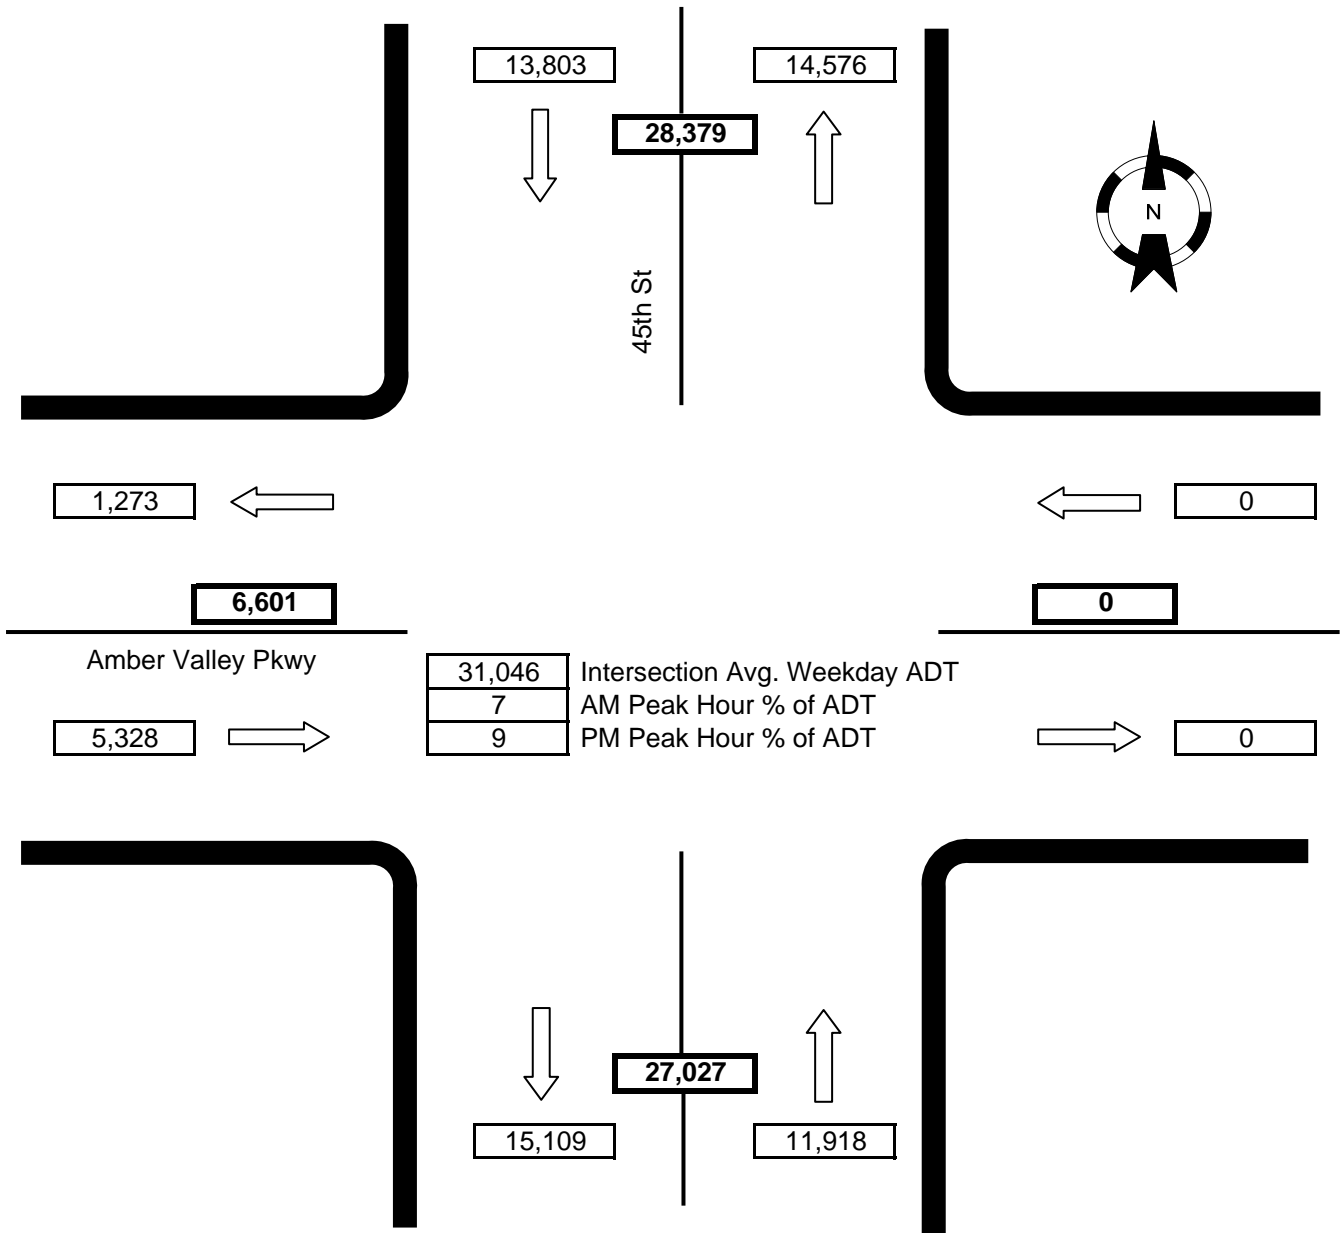 13,803
14,576
28,379
N
45th St
1,273
0
6,601
0
Amber Valley Pkwy
31,046 Intersection Avg. Weekday ADT
7 AM Peak Hour % of ADT
9 PM Peak Hour % of ADT
5,328
0
27,027
15,109
11,918